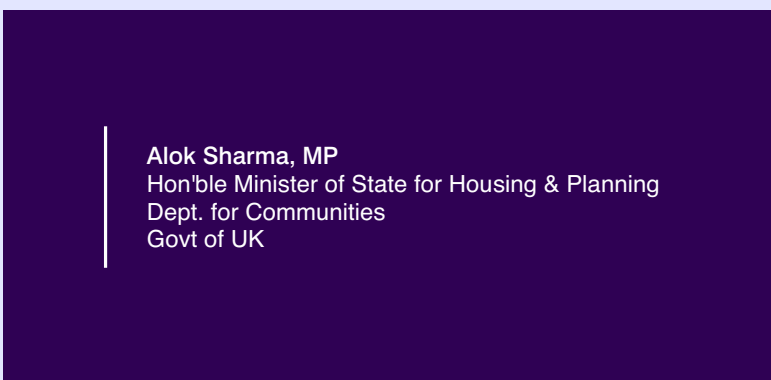 Alok Sharma, MP
Hon'ble Minister of State for Housing & Planning
Dept. for Communities
Govt of UK